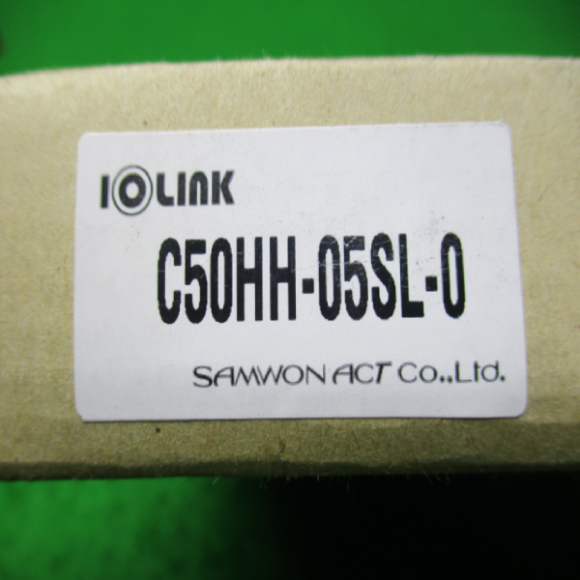 IOLINK
C50HH-05SL-0
SAMWON ACT Co.,Ltd.